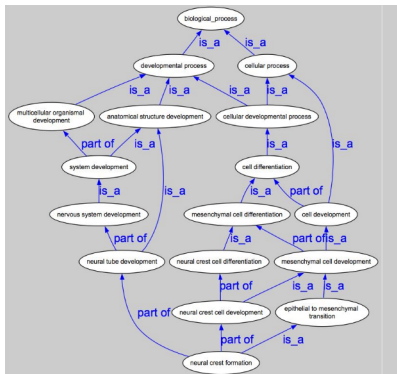 biological_process
is_a
is_a
developmental process
cellular process
is_a
is_a
is_a
is_a
multicellular organismal
development
anatomical structure development
cellular developmental process
part of
is_a
is_a
system development
cell differentiation
is_a
is_a
is_a
part of
is_a
nervous system development
mesenchymal cell differentiation
cell development
part of
is_a
part of
is_a
neural tube development
neural crest cell differentiation
mesenchymal cell development
part of
part of
is_a
is_a
neural crest cell development
epithelial to mesenchymal
transition
part of
is_a
neural crest formation